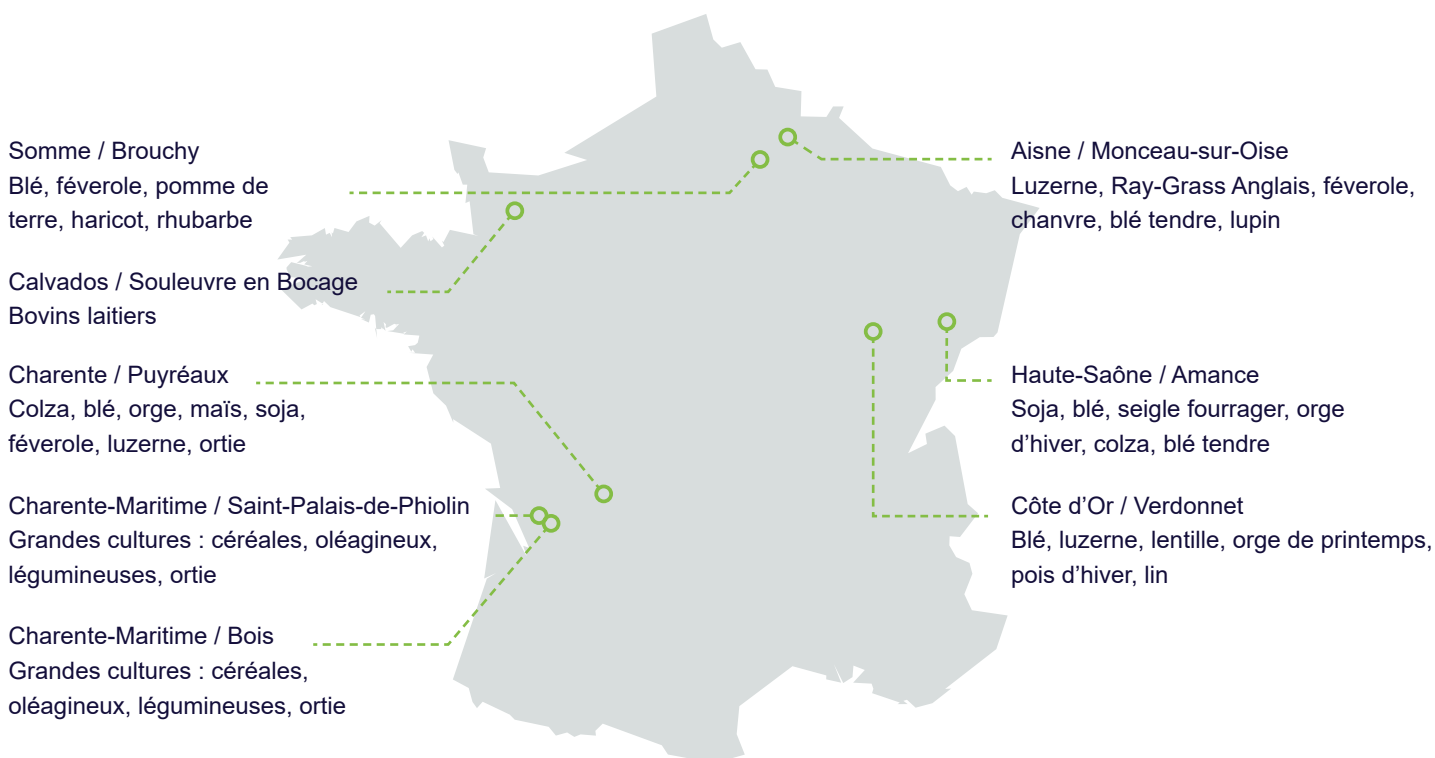 Somme / Brouchy
Blé, féverole, pomme de
terre, haricot, rhubarbe
Calvados / Souleuvre en Bocage
Bovins laitiers
Charente / Puyréaux
Colza, blé, orge, maïs, soja,
féverole, luzerne, ortie
Charente-Maritime / Saint-Palais-de-Phiolin
Grandes cultures : céréales, oléagineux,
légumineuses, ortie
Charente-Maritime / Bois
Grandes cultures : céréales,
oléagineux, légumineuses, ortie
Aisne / Monceau-sur-Oise
Luzerne, Ray-Grass Anglais, féverole,
chanvre, blé tendre, lupin
Haute-Saône / Amance
Soja, blé, seigle fourrager, orge
d’hiver, colza, blé tendre
Côte d’Or / Verdonnet
Blé, luzerne, lentille, orge de printemps,
pois d’hiver, lin